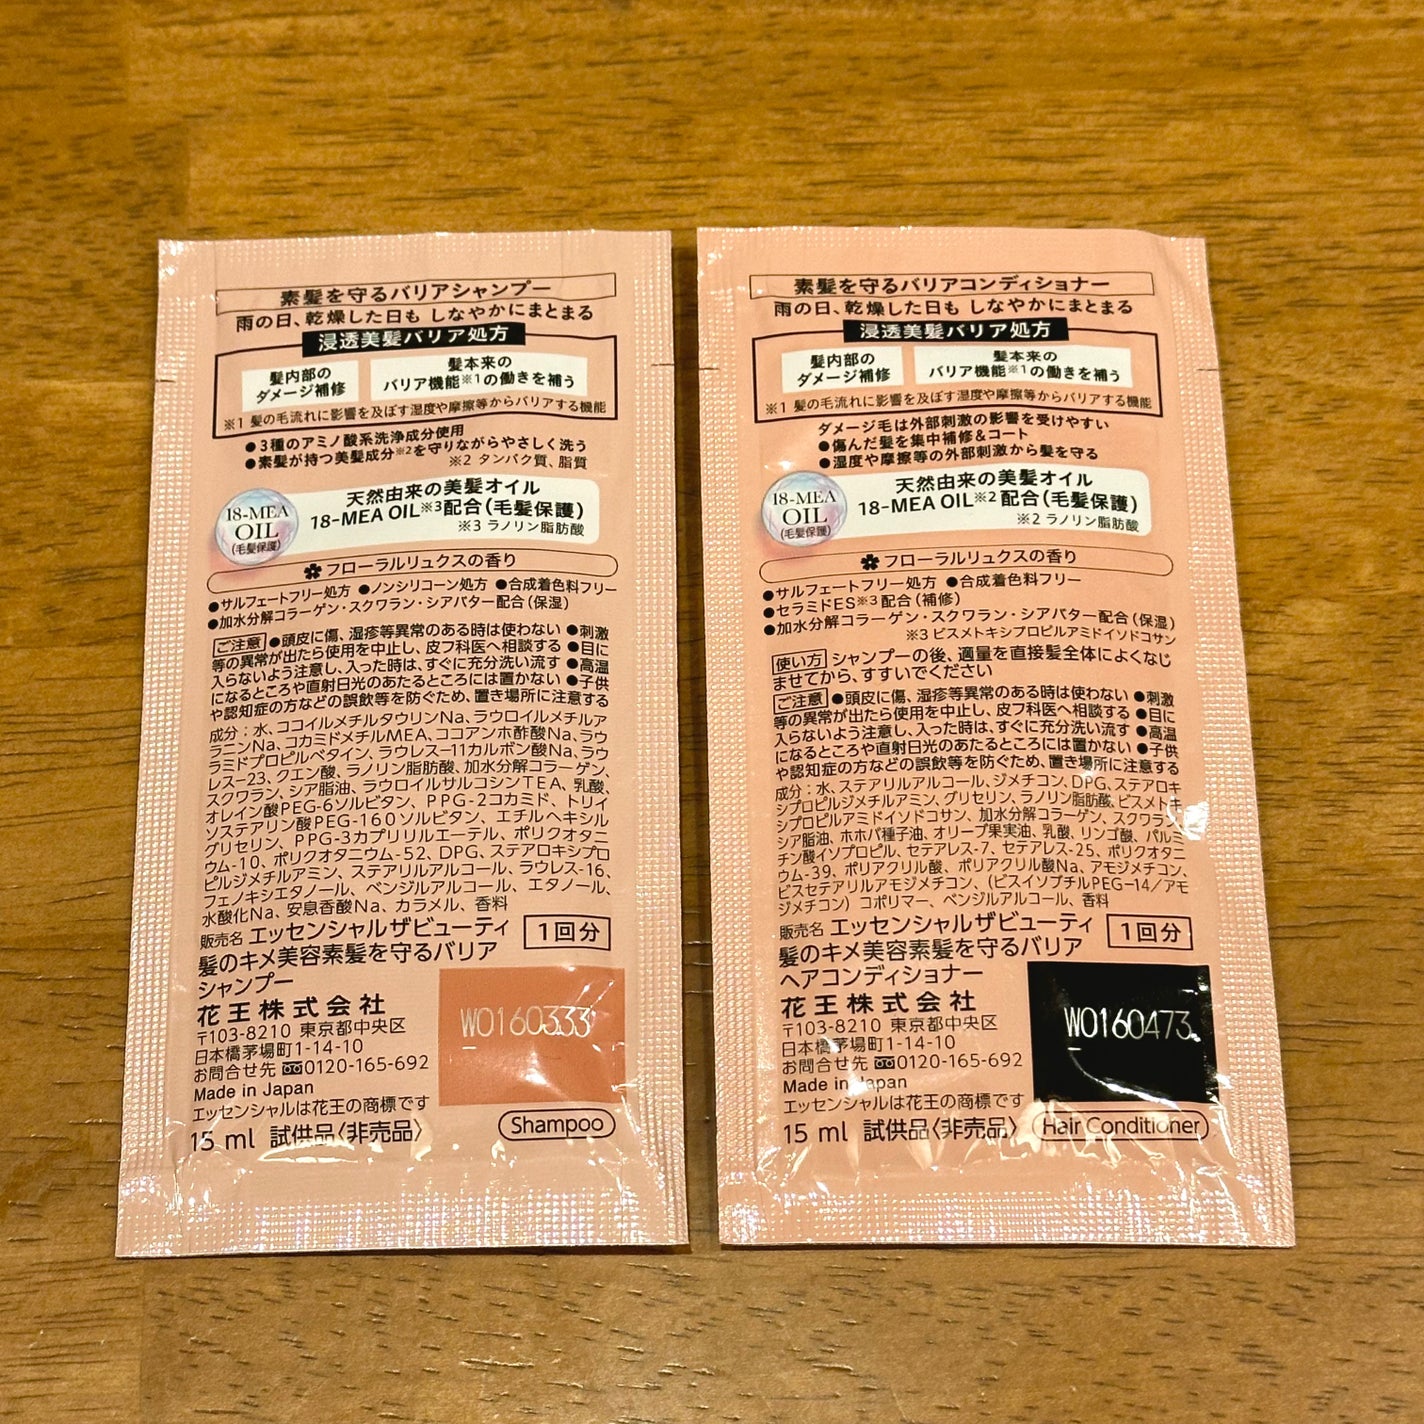 素髪を守るバリアシャンプー
雨の日、乾燥した日も しなやかにまとまる
浸透美髪バリア処方
髪内部の
ダメージ補修
髪本来の
バリア機能※1の働きを補う
※1 髪の毛流れに影響を及ぼす湿度や摩擦等からバリアする機能
●3種のアミノ酸系洗浄成分使用
●素髪が持つ美髪成分※2を守りながらやさしく洗う
※2 タンパク質、脂質
18-MEA
OIL
(毛髪保護)
天然由来の美髪オイル
18-MEA OIL※3配合(毛髪保護)
※3 ラノリン脂肪酸
フローラルリュクスの香り
●サルフェートフリー処方 ●ノンシリコーン処方 ●合成着色料フリー
●加水分解コラーゲン・スクワラン・シアバター配合(保湿)
ご注意 ●頭皮に傷、湿疹等異常のある時は使わない ●刺激
等の異常が出たら使用を中止し、皮フ科医へ相談する ●目に
入らないよう注意し、入った時は、すぐに充分洗い流す ●高温
になるところや直射日光のあたるところには置かない ●子供
や認知症の方などの誤飲等を防ぐため、置き場所に注意する
成分：水、ココイルメチルタウリンNa、ラウロイルメチルア
ラニンNa、コカミドメチルMEA、ココアンホ酢酸Na、ラウ
ラミドプロピルベタイン、ラウレス-11カルボン酸Na、ラウ
レス-23、クエン酸、ラノリン脂肪酸、加水分解コラーゲン、
スクワラン、シア脂油、ラウロイルサルコシンTEA、乳酸、
オレイン酸PEG-6ソルビタン、PPG-2コカミド、トリイ
ソステアリン酸PEG-160ソルビタン、エチルヘキシル
グリセリン、PPG-3カプリリルエーテル、ポリクオタニ
ウム-10、ポリクオタニウム-52、DPG、ステアロキシプロ
ピルジメチルアミン、ステアリルアルコール、ラウレス-16、
フェノキシエタノール、ベンジルアルコール、エタノール、
水酸化Na、安息香酸Na、カラメル、香料
販売名 エッセンシャルザビューティ
髪のキメ美容素髪を守るバリア
シャンプー
1回分
花王株式会社
〒103-8210 東京都中央区
日本橋茅場町1-14-10
お問合せ先 0120-165-692
Made in Japan
エッセンシャルは花王の商標です
15 ml 試供品〈非売品〉
W0160333
Shampoo
素髪を守るバリアコンディショナー
雨の日、乾燥した日も しなやかにまとまる
浸透美髪バリア処方
髪内部の
ダメージ補修
髪本来の
バリア機能※1の働きを補う
※1 髪の毛流れに影響を及ぼす湿度や摩擦等からバリアする機能
ダメージ毛は外部刺激の影響を受けやすい
●傷んだ髪を集中補修＆コート
●湿度や摩擦等の外部刺激から髪を守る
18-MEA
OIL
(毛髪保護)
天然由来の美髪オイル
18-MEA OIL※2配合(毛髪保護)
※2 ラノリン脂肪酸
フローラルリュクスの香り
●サルフェートフリー処方 ●合成着色料フリー
●セラミドES※3配合(補修)
●加水分解コラーゲン・スクワラン・シアバター配合(保湿)
※3 ビスメトキシプロピルアミドイソドコサン
使い方 シャンプーの後、適量を直接髪全体によくなじ
ませてから、すすいでください
ご注意 ●頭皮に傷、湿疹等異常のある時は使わない ●刺激
等の異常が出たら使用を中止し、皮フ科医へ相談する ●目に
入らないよう注意し、入った時は、すぐに充分洗い流す ●高温
になるところや直射日光のあたるところには置かない ●子供
や認知症の方などの誤飲等を防ぐため、置き場所に注意する
成分：水、ステアリルアルコール、ジメチコン、DPG、ステアロキ
シプロピルジメチルアミン、グリセリン、ラノリン脂肪酸、ビスメトキ
シプロピルアミドイソドコサン、加水分解コラーゲン、スクワラン、
シア脂油、ホホバ種子油、オリーブ果実油、乳酸、リンゴ酸、パルミ
チン酸イソプロピル、セテアレス-7、セテアレス-25、ポリクオタニ
ウム-39、ポリアクリル酸、ポリアクリル酸Na、アモジメチコン、
ビスセテアリルアモジメチコン、(ビスイソブチルPEG-14／アモ
ジメチコン) コポリマー、ベンジルアルコール、香料
販売名 エッセンシャルザビューティ
髪のキメ美容素髪を守るバリア
ヘアコンディショナー
1回分
花王株式会社
〒103-8210 東京都中央区
日本橋茅場町1-14-10
お問合せ先 0120-165-692
Made in Japan
エッセンシャルは花王の商標です
15 ml 試供品〈非売品〉
W0160473
Hair Conditioner